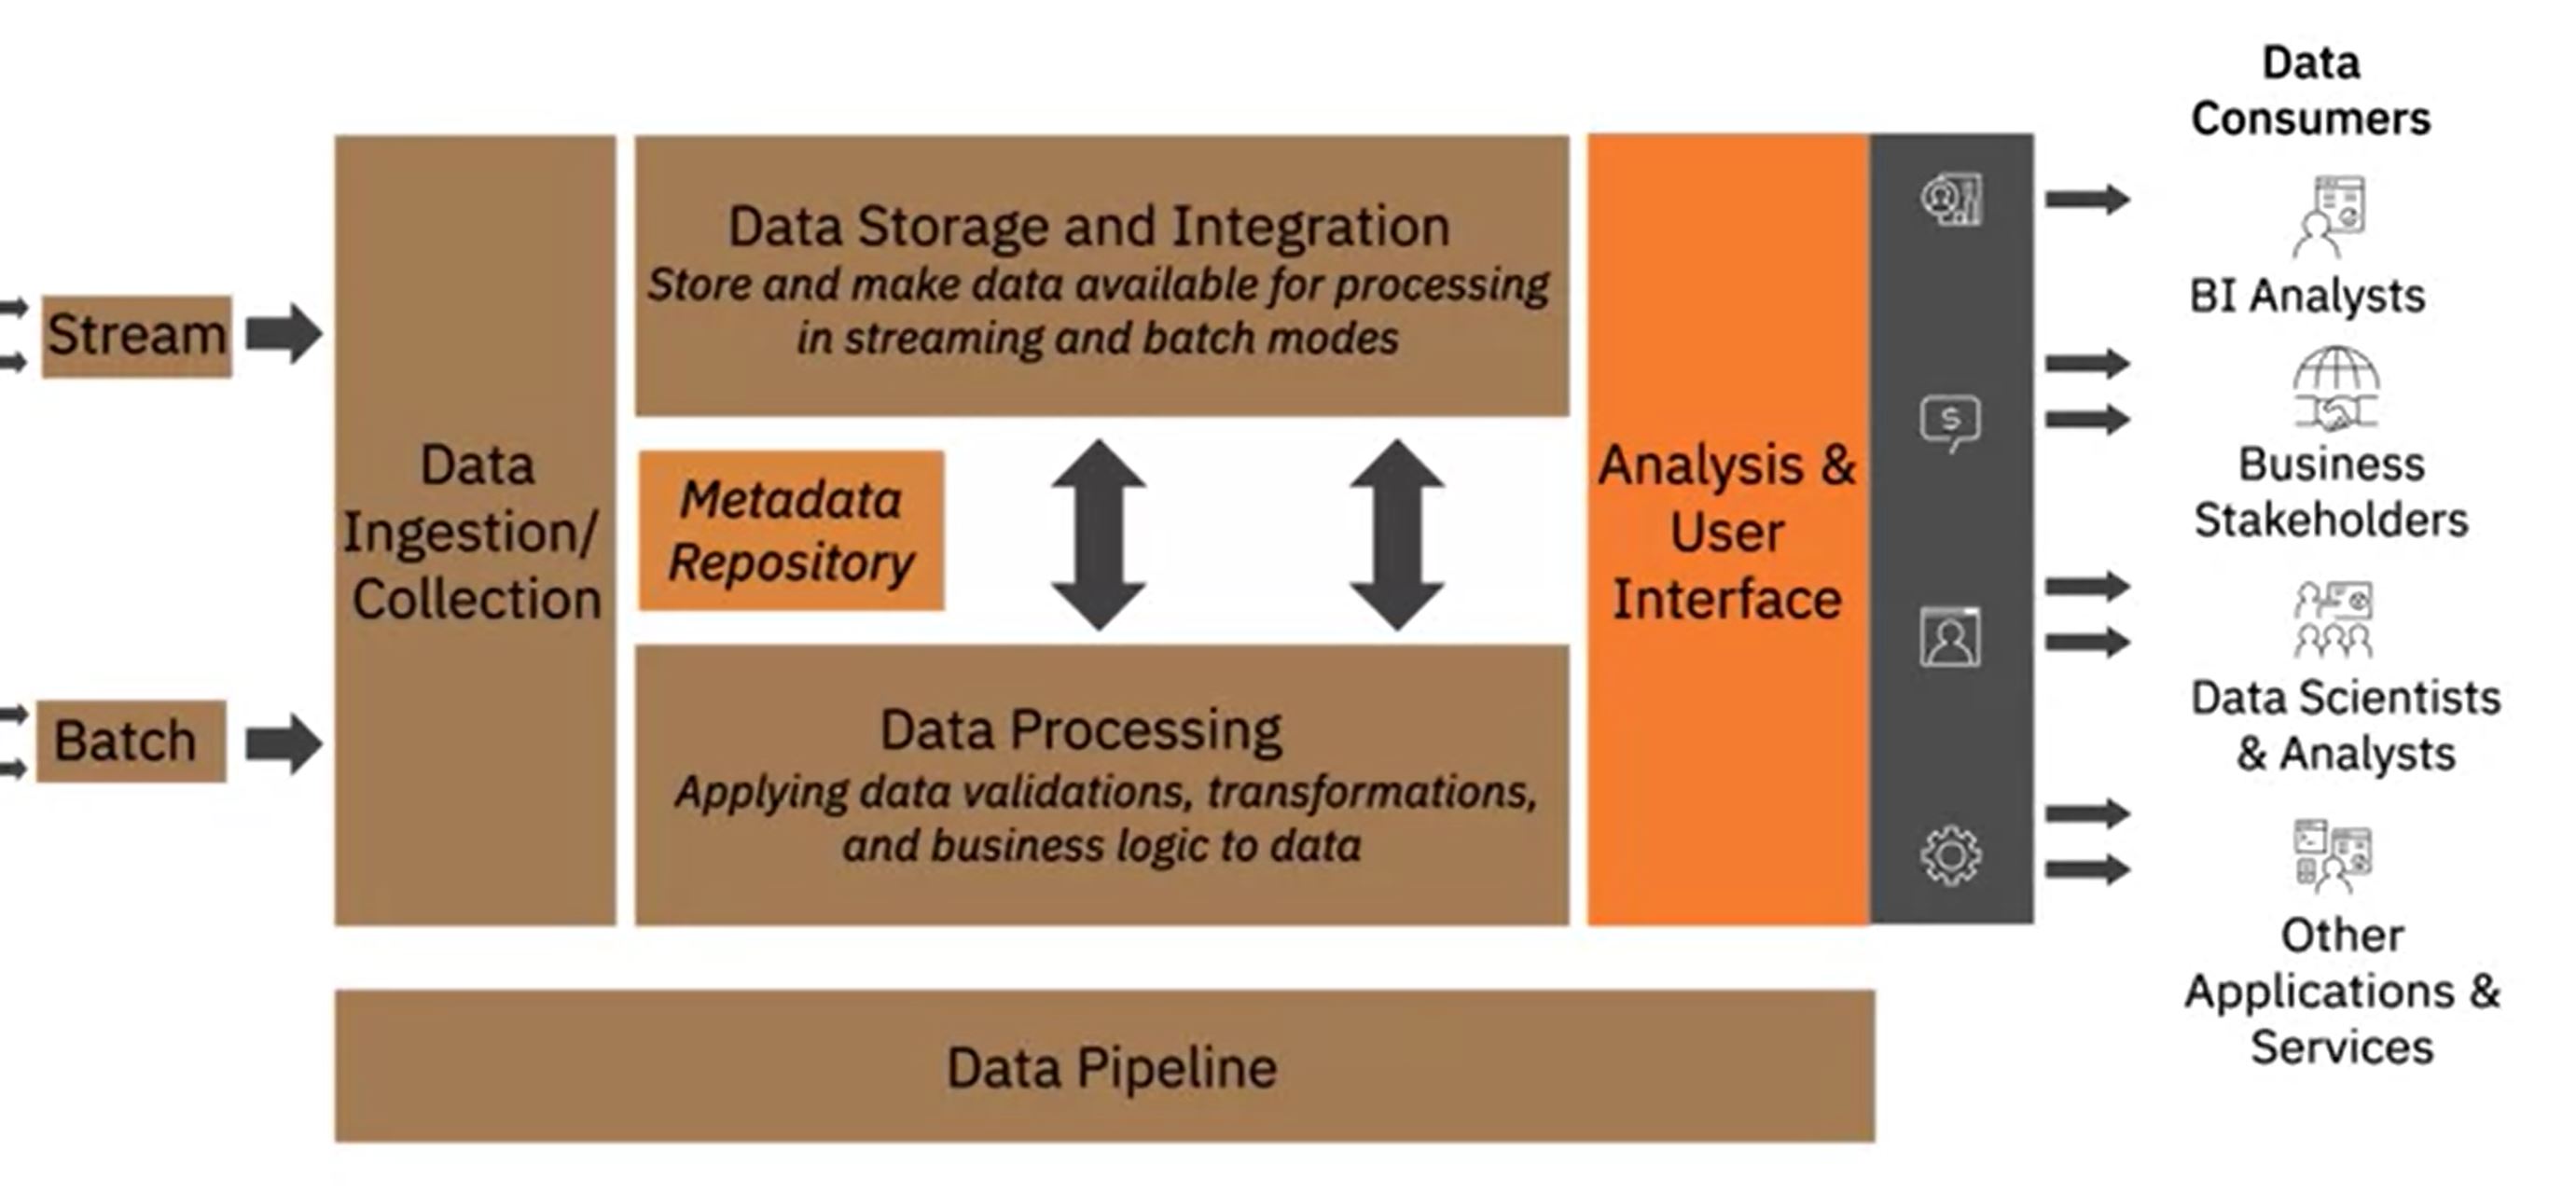 Stream
Batch
Data
Ingestion/
Collection
Data Storage and Integration
Store and make data available for processing
in streaming and batch modes
Metadata
Repository
Data Processing
Applying data validations, transformations,
and business logic to data
Analysis &
User
Interface
$
Data Pipeline
Data
Consumers
BI Analysts
Business
Stakeholders
Data Scientists
& Analysts
Other
Applications &
Services